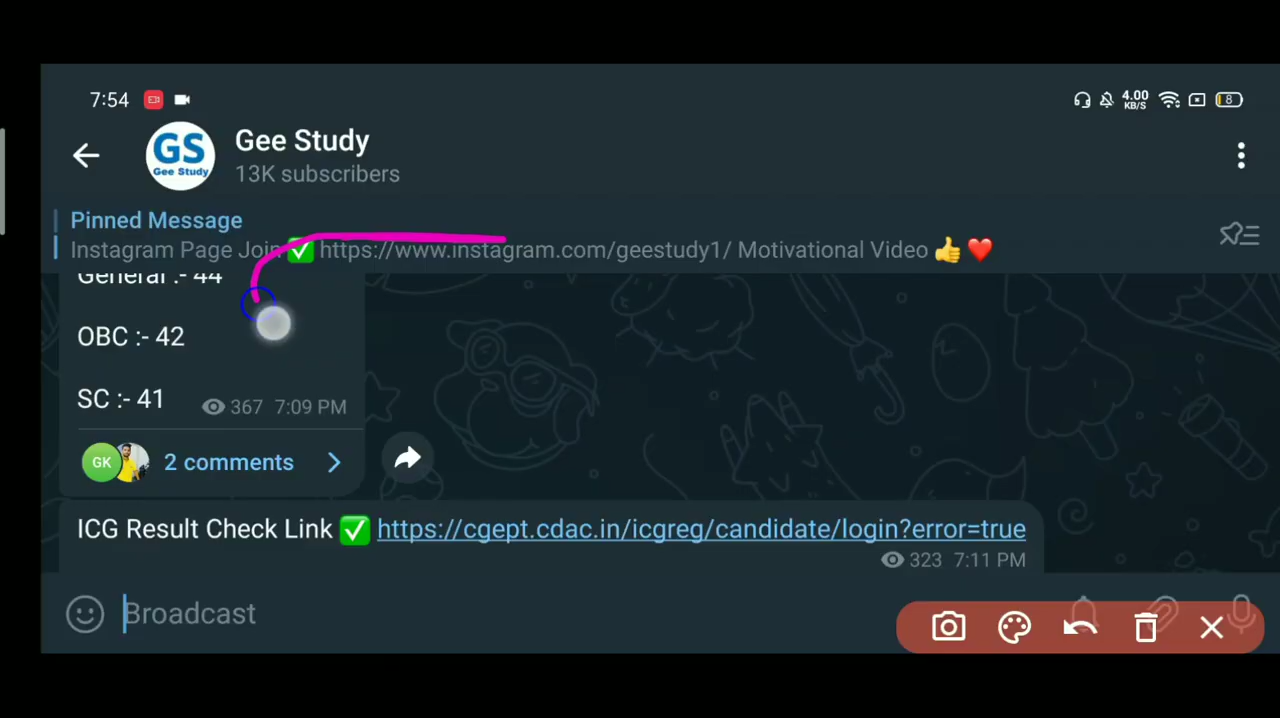 7:54
4.00
KB/S
8
GS
Gee Study
Gee Study
13K subscribers
Pinned Message
Instagram Page Join ✅ https://www.instagram.com/geestudy1/ Motivational Video 👍❤️
General :- 44
OBC :- 42
SC :- 41
367 7:09 PM
GK
2 comments
ICG Result Check Link ✅ https://cgept.cdac.in/icgreg/candidate/login?error=true
323 7:11 PM
Broadcast